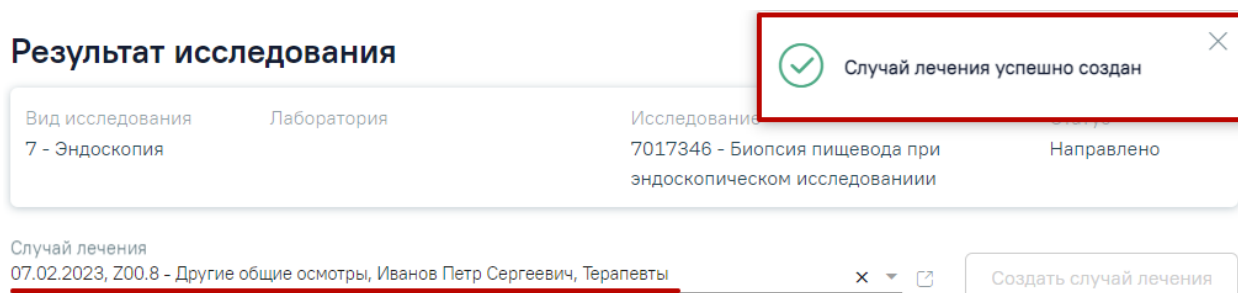 Результат исследования
Случай лечения успешно создан
Вид исследования Лаборатория Исследование Статус
7 - Эндоскопия 7017346 - Биопсия пищевода при Направлено
эндоскопическом исследованиии
Случай лечения
07.02.2023, Z00.8 - Другие общие осмотры, Иванов Петр Сергеевич, Терапевты
Создать случай лечения